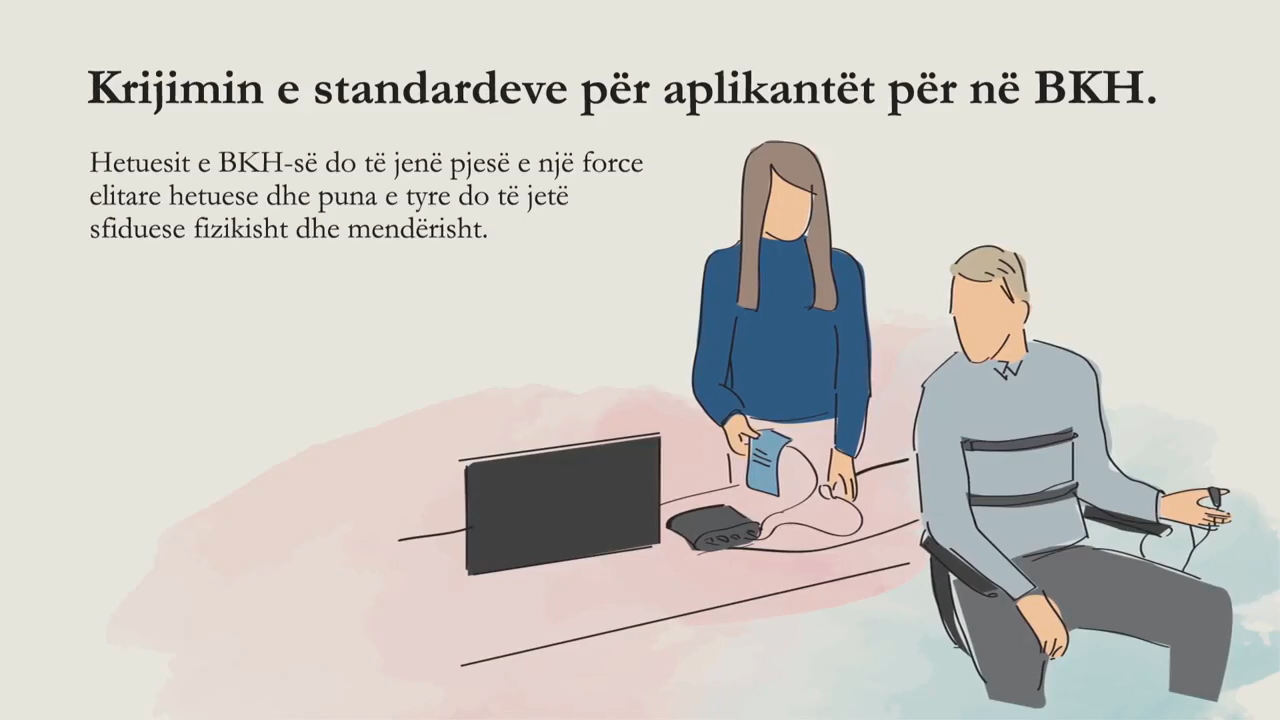 Krijimin e standardeve për aplikantët për në BKH.
Hetuesit e BKH-së do të jenë pjesë e një force
elitare hetuese dhe puna e tyre do të jetë
sfiduese fizikisht dhe mendërisht.